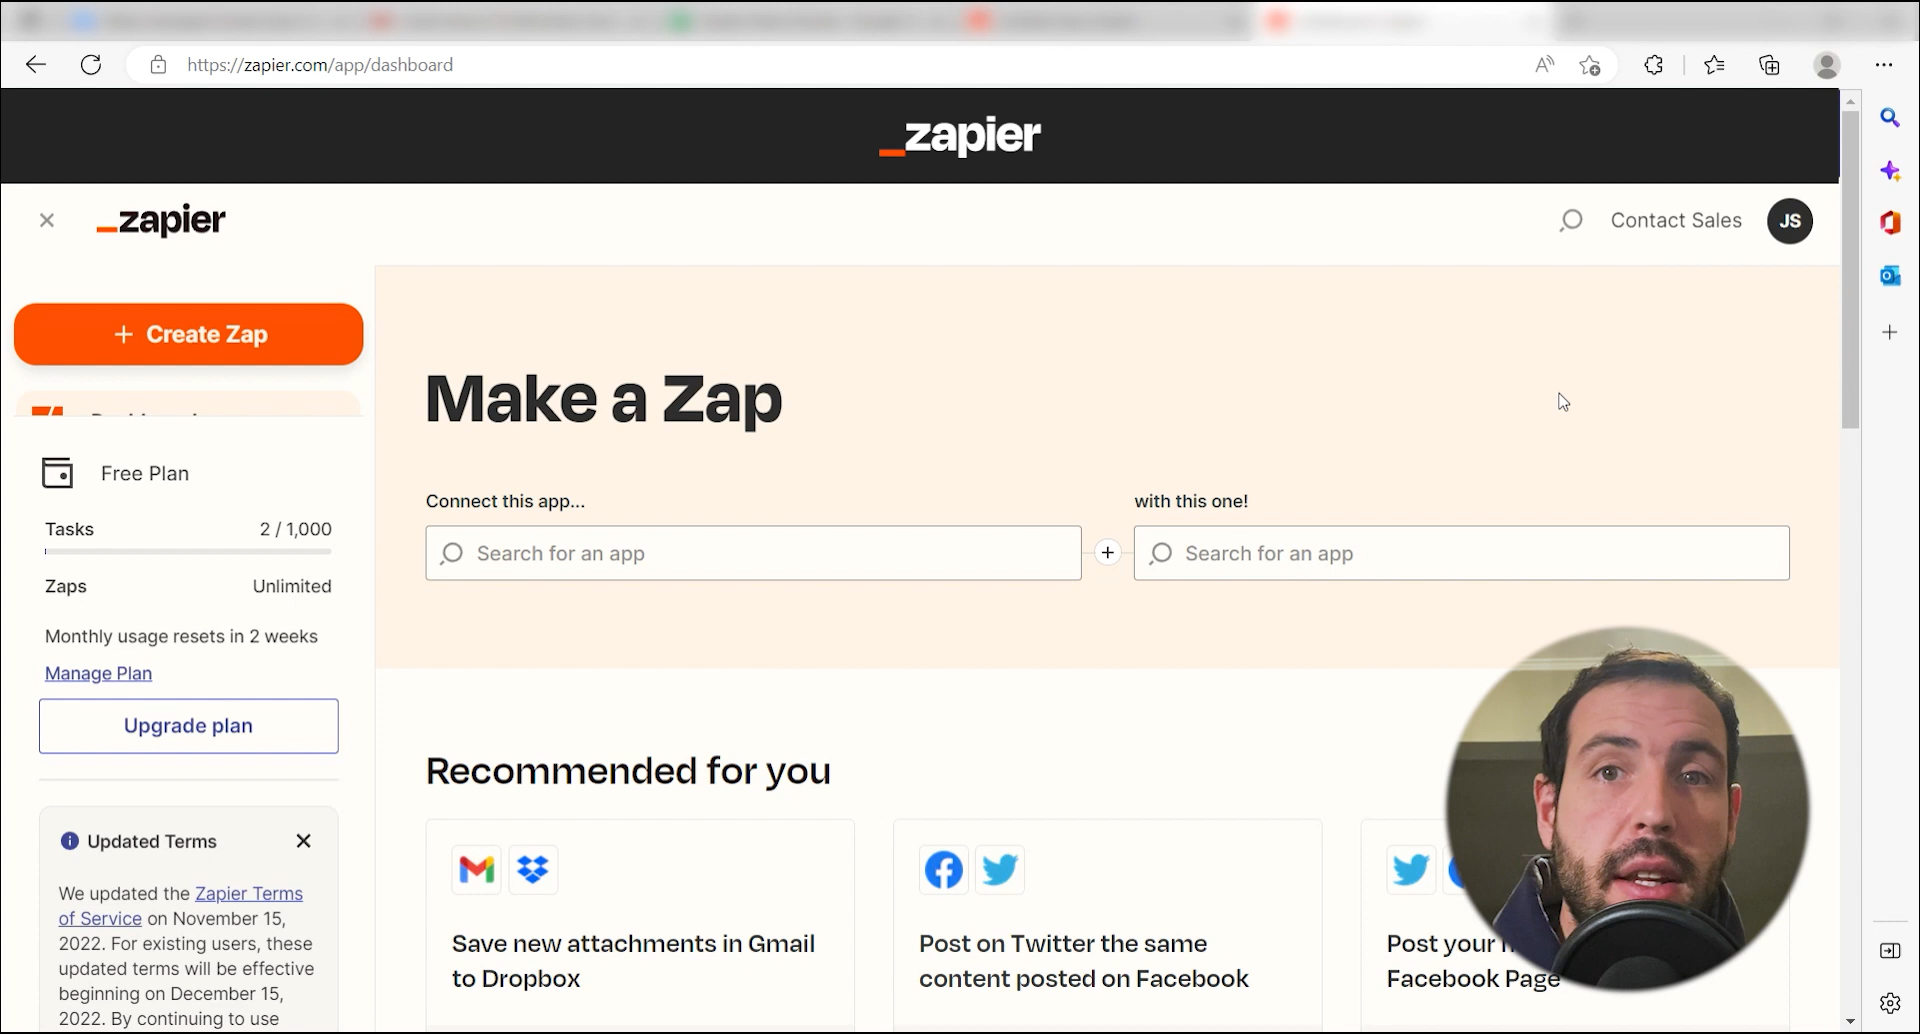 https://zapier.com/app/dashboard
zapier
zapier
Contact Sales
JS
+ Create Zap
Free Plan
Tasks 2 / 1,000
Zaps Unlimited
Monthly usage resets in 2 weeks
Manage Plan
Upgrade plan
Updated Terms
We updated the Zapier Terms
of Service on November 15,
2022. For existing users, these
updated terms will be effective
beginning on December 15,
2022. By continuing to use
Make a Zap
Connect this app...
Search for an app
with this one!
Search for an app
Recommended for you
Save new attachments in Gmail
to Dropbox
Post on Twitter the same
content posted on Facebook
Post your
Facebook Page